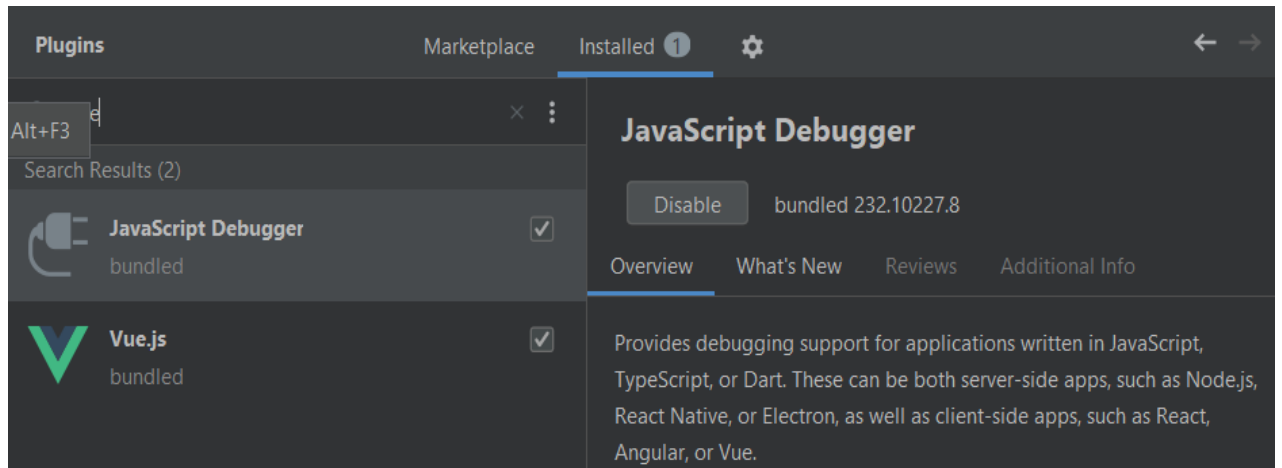 Plugins
Marketplace
Installed 1
Alt+F3
e
Search Results (2)
JavaScript Debugger
bundled
Vue.js
bundled
JavaScript Debugger
Disable
bundled 232.10227.8
Overview What's New Reviews Additional Info
Provides debugging support for applications written in JavaScript,
TypeScript, or Dart. These can be both server-side apps, such as Node.js,
React Native, or Electron, as well as client-side apps, such as React,
Angular, or Vue.